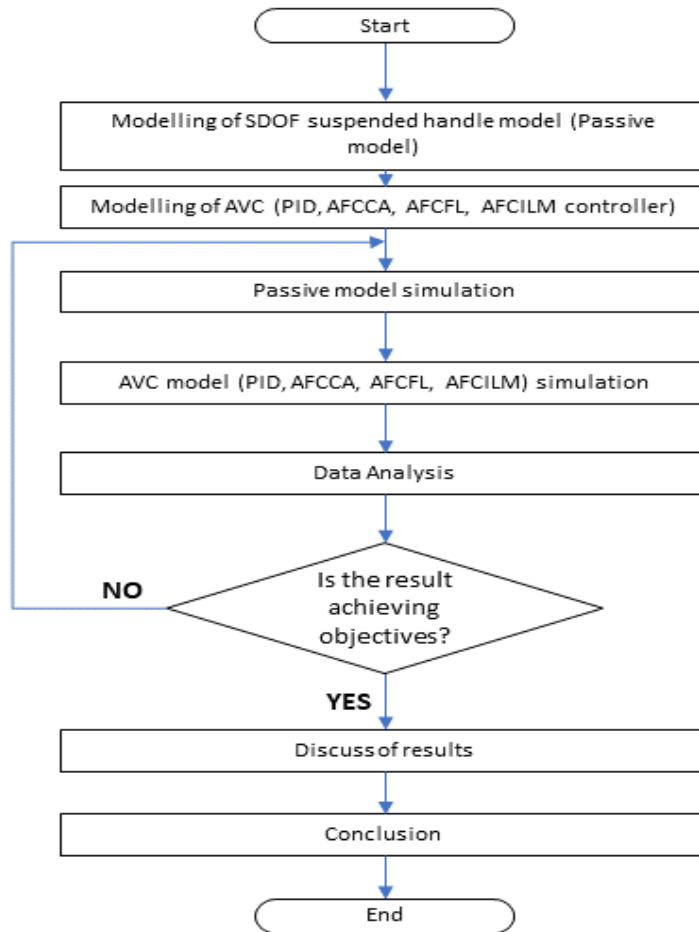 Start
Modelling of SDOF suspended handle model (Passive
model)
Modelling of AVC (PID, AFCCA, AFCFL, AFCILM controller)
Passive model simulation
AVC model (PID, AFCCA, AFCFL, AFCILM) simulation
Data Analysis
Is the result
achieving
objectives?
NO
YES
Discuss of results
Conclusion
End